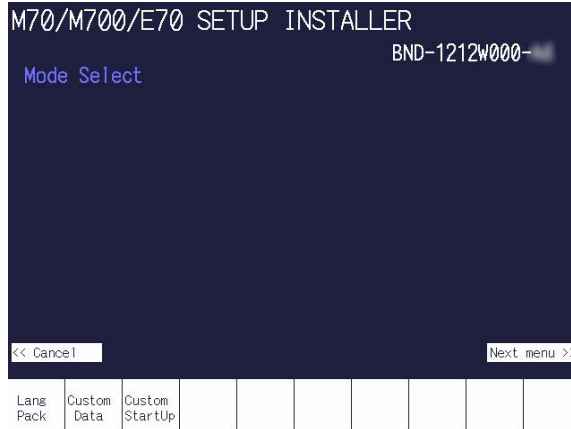 M70/M700/E70 SETUP INSTALLER
BND-1212W000-
Mode Select
<< Cancel
Next menu >
Lang Pack
Custom Data
Custom StartUp